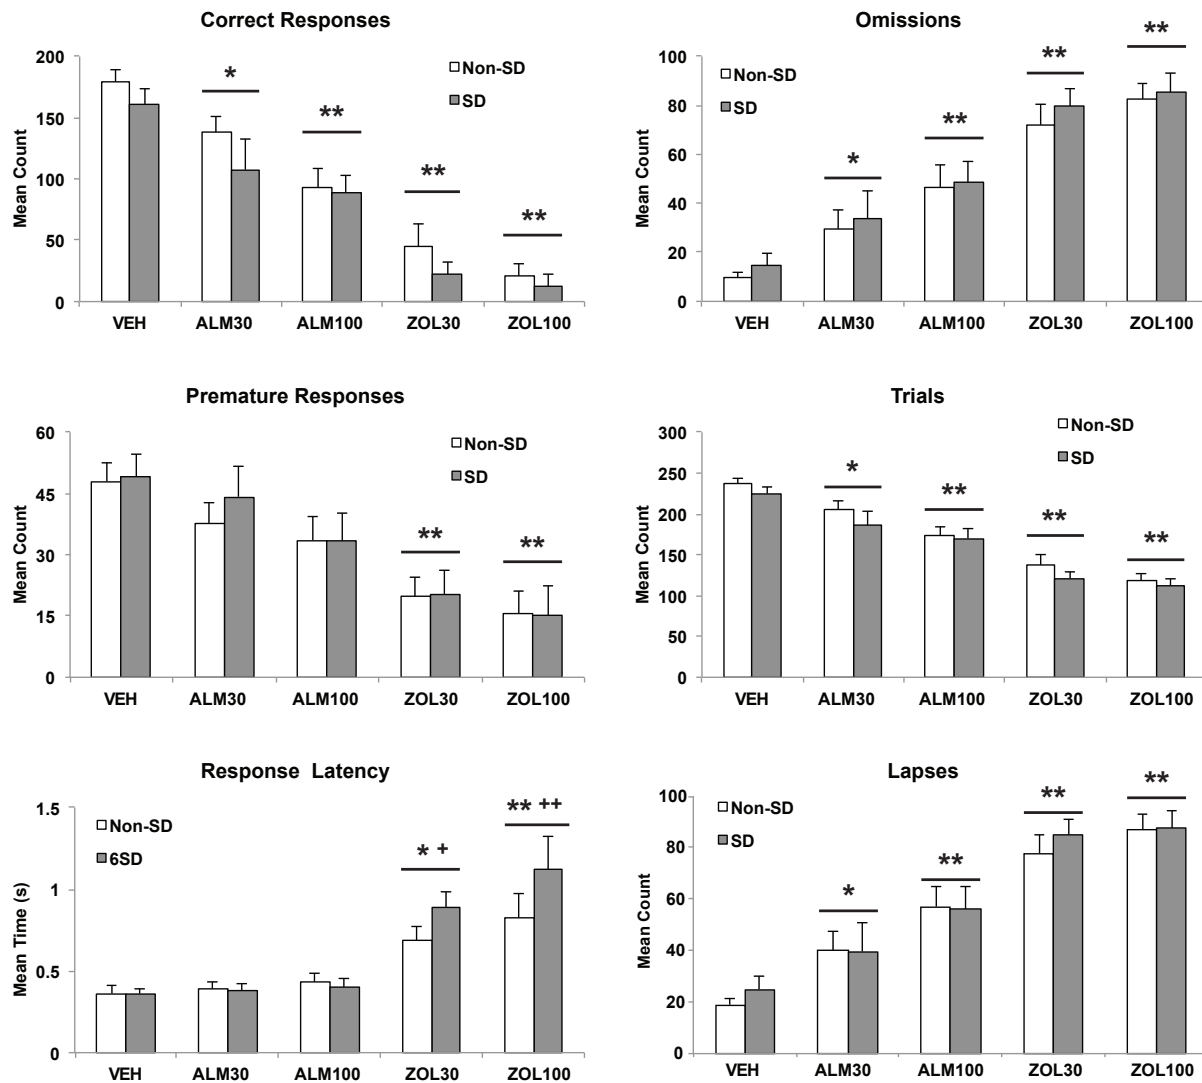 Correct Responses
Mean Count
200
150
100
50
0
Non-SD
SD
*
**
**
**
VEH ALM30 ALM100 ZOL30 ZOL100
Omissions
Mean Count
100
80
60
40
20
0
Non-SD
SD
*
**
**
**
VEH ALM30 ALM100 ZOL30 ZOL100
Premature Responses
Mean Count
60
45
30
15
0
Non-SD
SD
**
**
VEH ALM30 ALM100 ZOL30 ZOL100
Trials
Mean Count
300
250
200
150
100
50
0
Non-SD
SD
*
**
**
**
VEH ALM30 ALM100 ZOL30 ZOL100
Response Latency
Mean Time (s)
1.5
1
0.5
0
Non-SD
6SD
* +
** ++
VEH ALM30 ALM100 ZOL30 ZOL100
Lapses
Mean Count
100
80
60
40
20
0
Non-SD
SD
*
**
**
**
VEH ALM30 ALM100 ZOL30 ZOL100